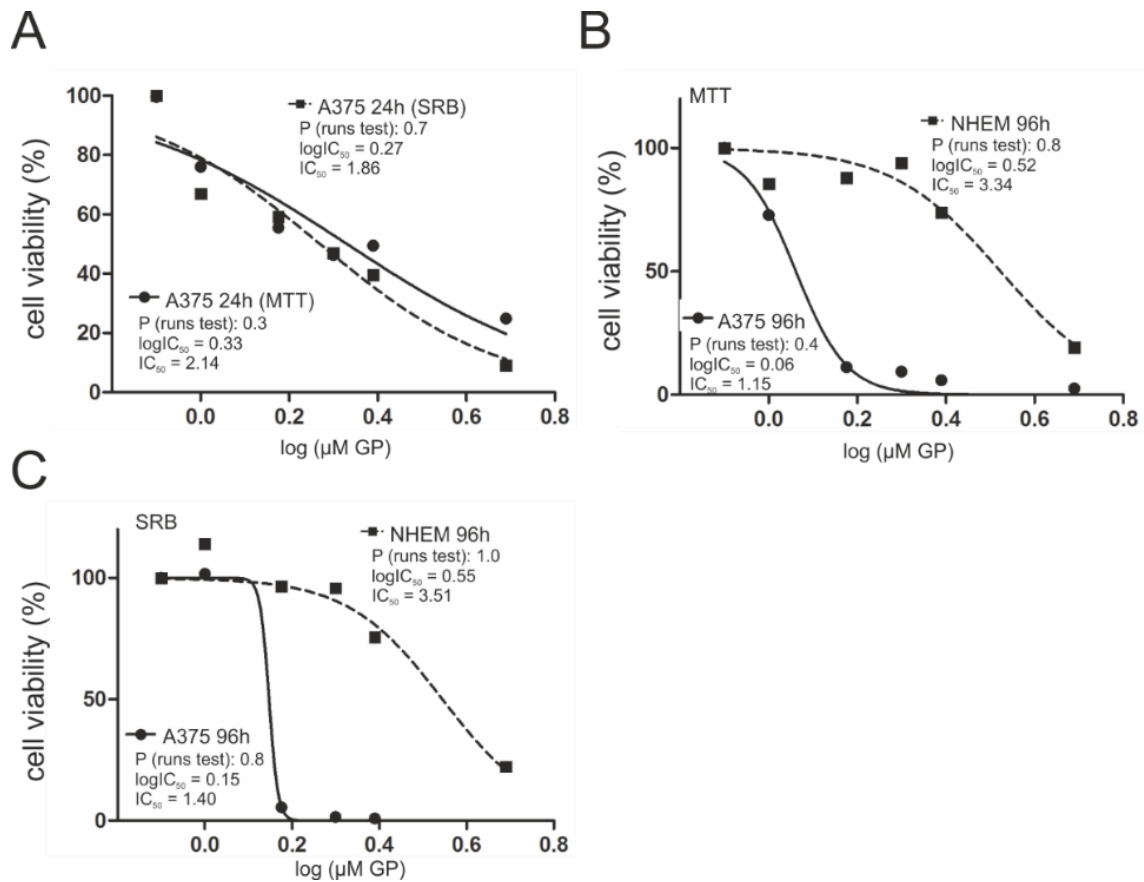 A
cell viability (%)
100
80
60
40
20
0
A375 24h (SRB)
P (runs test): 0.7
logIC₅₀ = 0.27
IC₅₀ = 1.86
A375 24h (MTT)
P (runs test): 0.3
logIC₅₀ = 0.33
IC₅₀ = 2.14
0.0 0.2 0.4 0.6 0.8
log (µM GP)
B
MTT
cell viability (%)
100
50
0
NHEM 96h
P (runs test): 0.8
logIC₅₀ = 0.52
IC₅₀ = 3.34
A375 96h
P (runs test): 0.4
logIC₅₀ = 0.06
IC₅₀ = 1.15
0.0 0.2 0.4 0.6 0.8
log (µM GP)
C
SRB
cell viability (%)
100
50
0
NHEM 96h
P (runs test): 1.0
logIC₅₀ = 0.55
IC₅₀ = 3.51
A375 96h
P (runs test): 0.8
logIC₅₀ = 0.15
IC₅₀ = 1.40
0.0 0.2 0.4 0.6 0.8
log (µM GP)